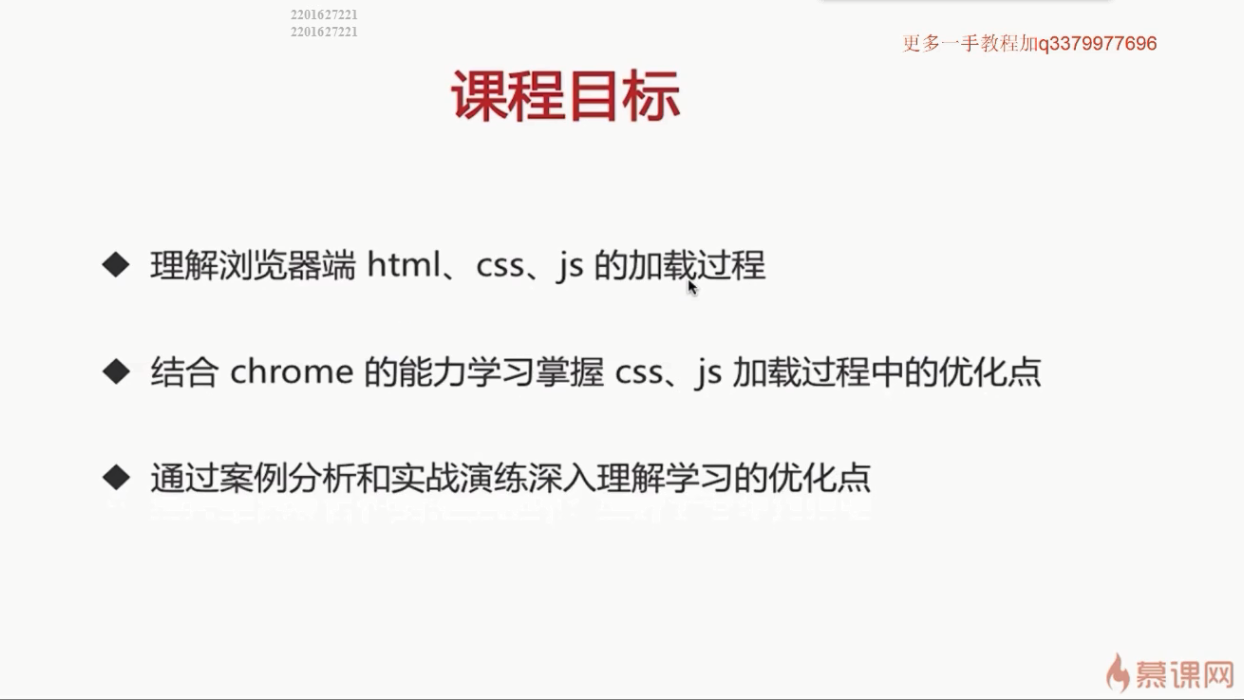 2201627221
2201627221
更多一手教程加q3379977696
课程目标
◆ 理解浏览器端 html、css、js 的加载过程
◆ 结合 chrome 的能力学习掌握 css、js 加载过程中的优化点
◆ 通过案例分析和实战演练深入理解学习的优化点
慕课网